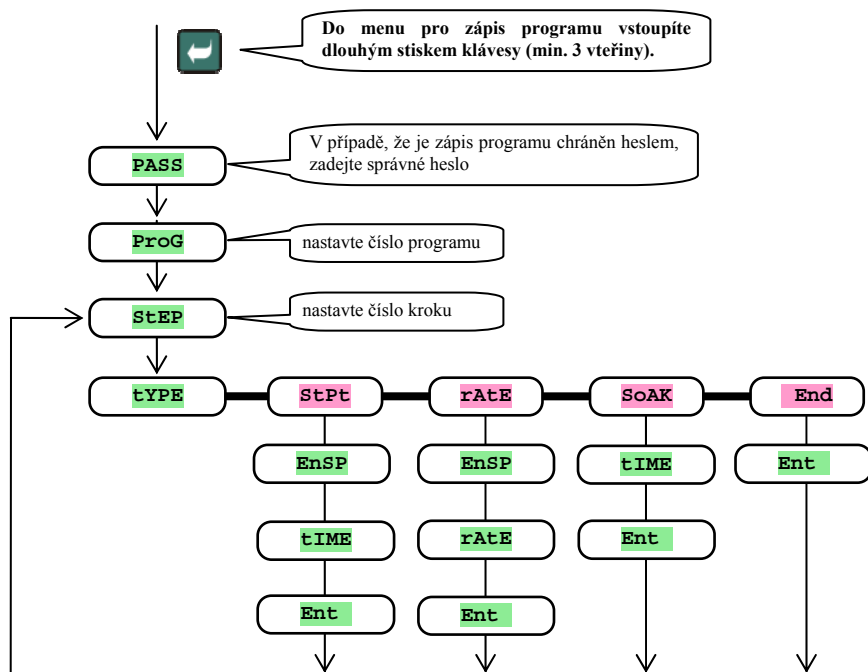 Do menu pro zápis programu vstoupíte
dlouhým stiskem klávesy (min. 3 vteřiny).
V případě, že je zápis programu chráněn heslem,
zadejte správné heslo
PASS
ProG
nastavte číslo programu
StEP
nastavte číslo kroku
tYPE StPt rAtE SoAK End
EnSP EnSP tIME Ent
tIME rAtE Ent
Ent Ent